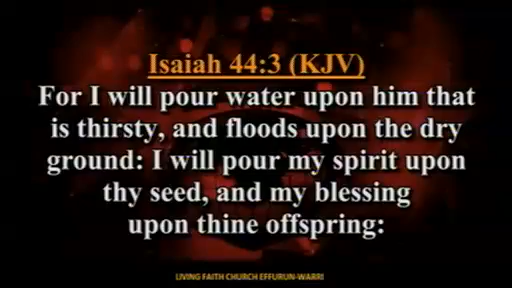 Isaiah 44:3 (KJV)
For I will pour water upon him that
is thirsty, and floods upon the dry
ground: I will pour my spirit upon
thy seed, and my blessing
upon thine offspring:
LIVING FAITH CHURCH EFFURUN-WARRI